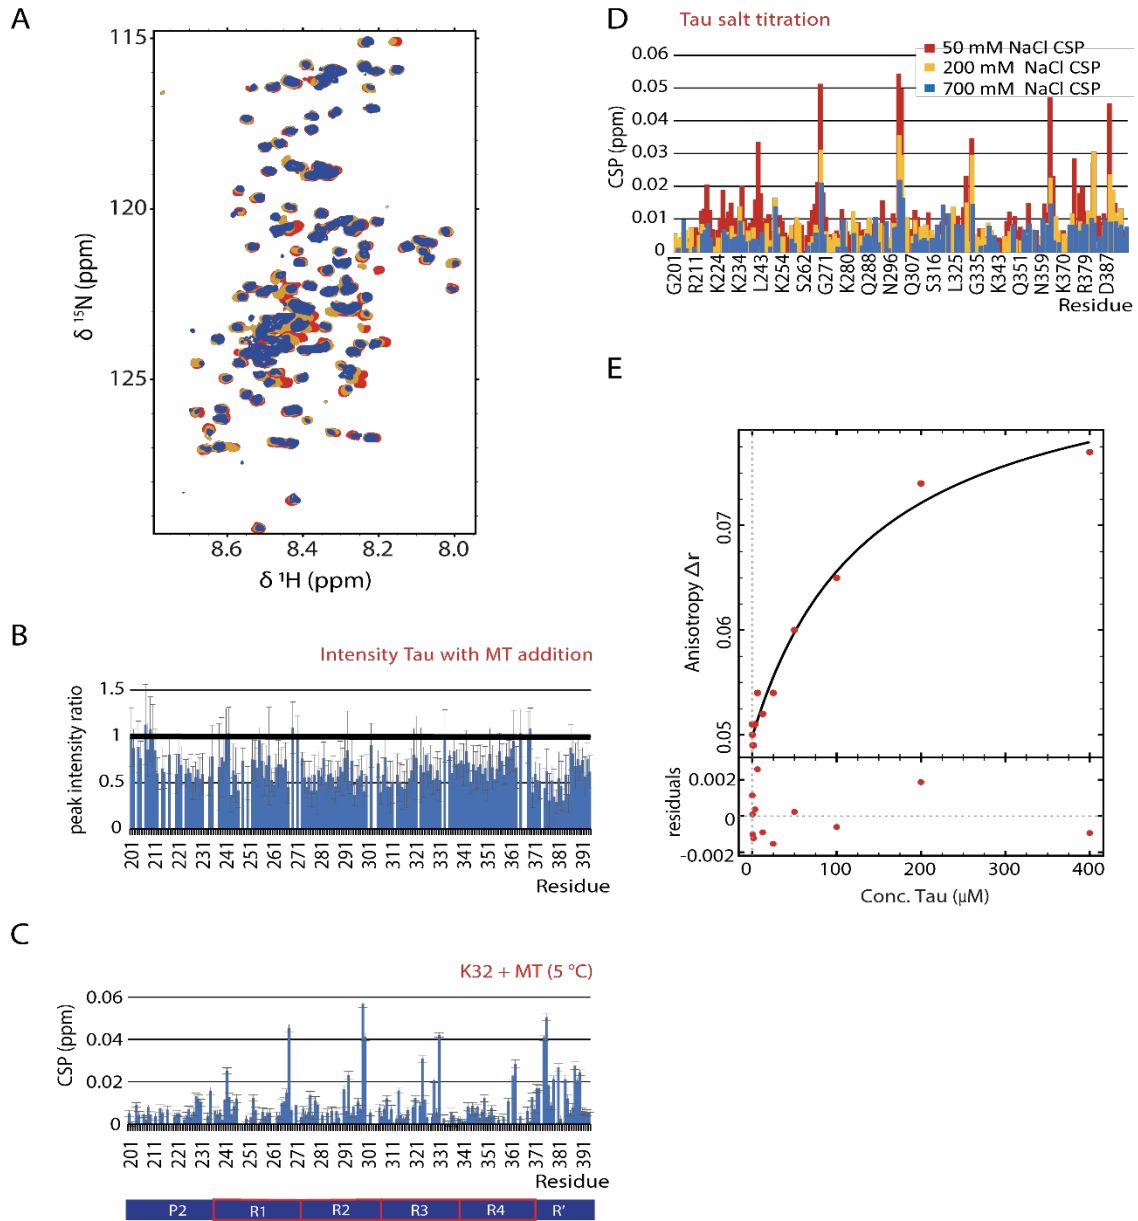 A
115
120
125
δ ¹⁵N (ppm)
8.6 8.4 8.2 8.0
δ ¹H (ppm)
B
Intensity Tau with MT addition
1.5
1
0.5
0
peak intensity ratio
201 211 221 231 241 251 261 271 281 291 301 311 321 331 341 351 361 371 381 391
Residue
C
K32 + MT (5 °C)
0.06
0.04
0.02
0
CSP (ppm)
201 211 221 231 241 251 261 271 281 291 301 311 321 331 341 351 361 371 381 391
Residue
P2 R1 R2 R3 R4 R'
D
Tau salt titration
50 mM NaCl CSP
200 mM NaCl CSP
700 mM NaCl CSP
0.06
0.05
0.04
0.03
0.02
0.01
0
CSP (ppm)
G201 R211 K224 K234 L243 K254 S262 G271 K280 Q288 N296 Q307 S316 L325 G335 K343 Q351 N359 K370 R379 D387
Residue
E
0.07
0.06
0.05
Anisotropy Δr
0.002
0
-0.002
residuals
0 100 200 300 400
Conc. Tau (μM)